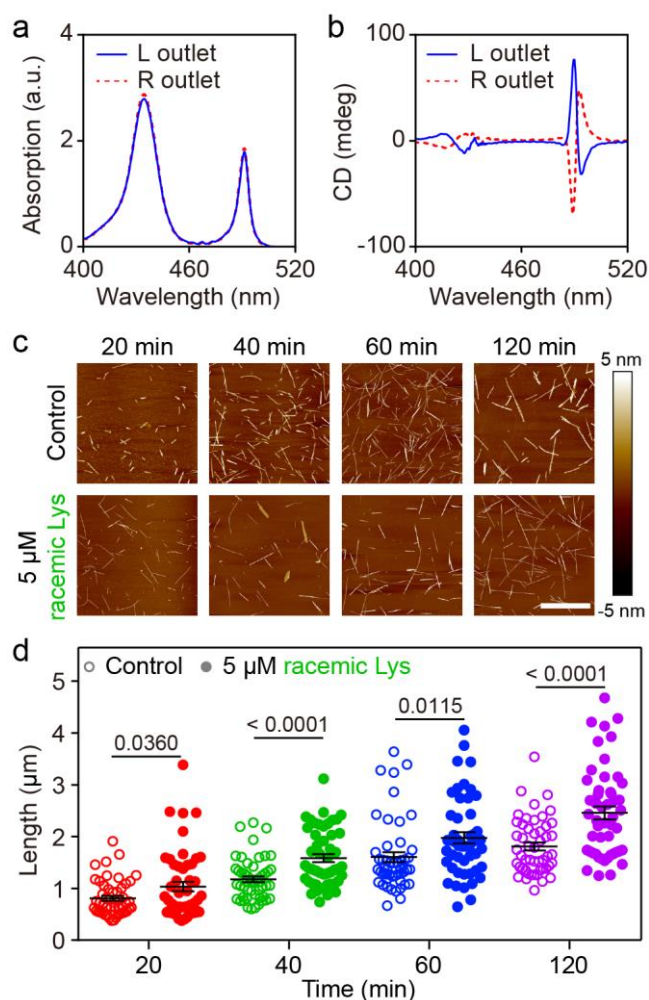 a
4
L outlet
R outlet
2
0
Absorption (a.u.)
400 460 520
Wavelength (nm)
b
100
L outlet
R outlet
0
-100
CD (mdeg)
400 460 520
Wavelength (nm)
c
20 min 40 min 60 min 120 min
Control
5 µM
racemic Lys
5 nm
-5 nm
d
Control 5 µM racemic Lys
0.0360
< 0.0001
0.0115
< 0.0001
5
4
3
2
1
0
Length (µm)
20 40 60 120
Time (min)